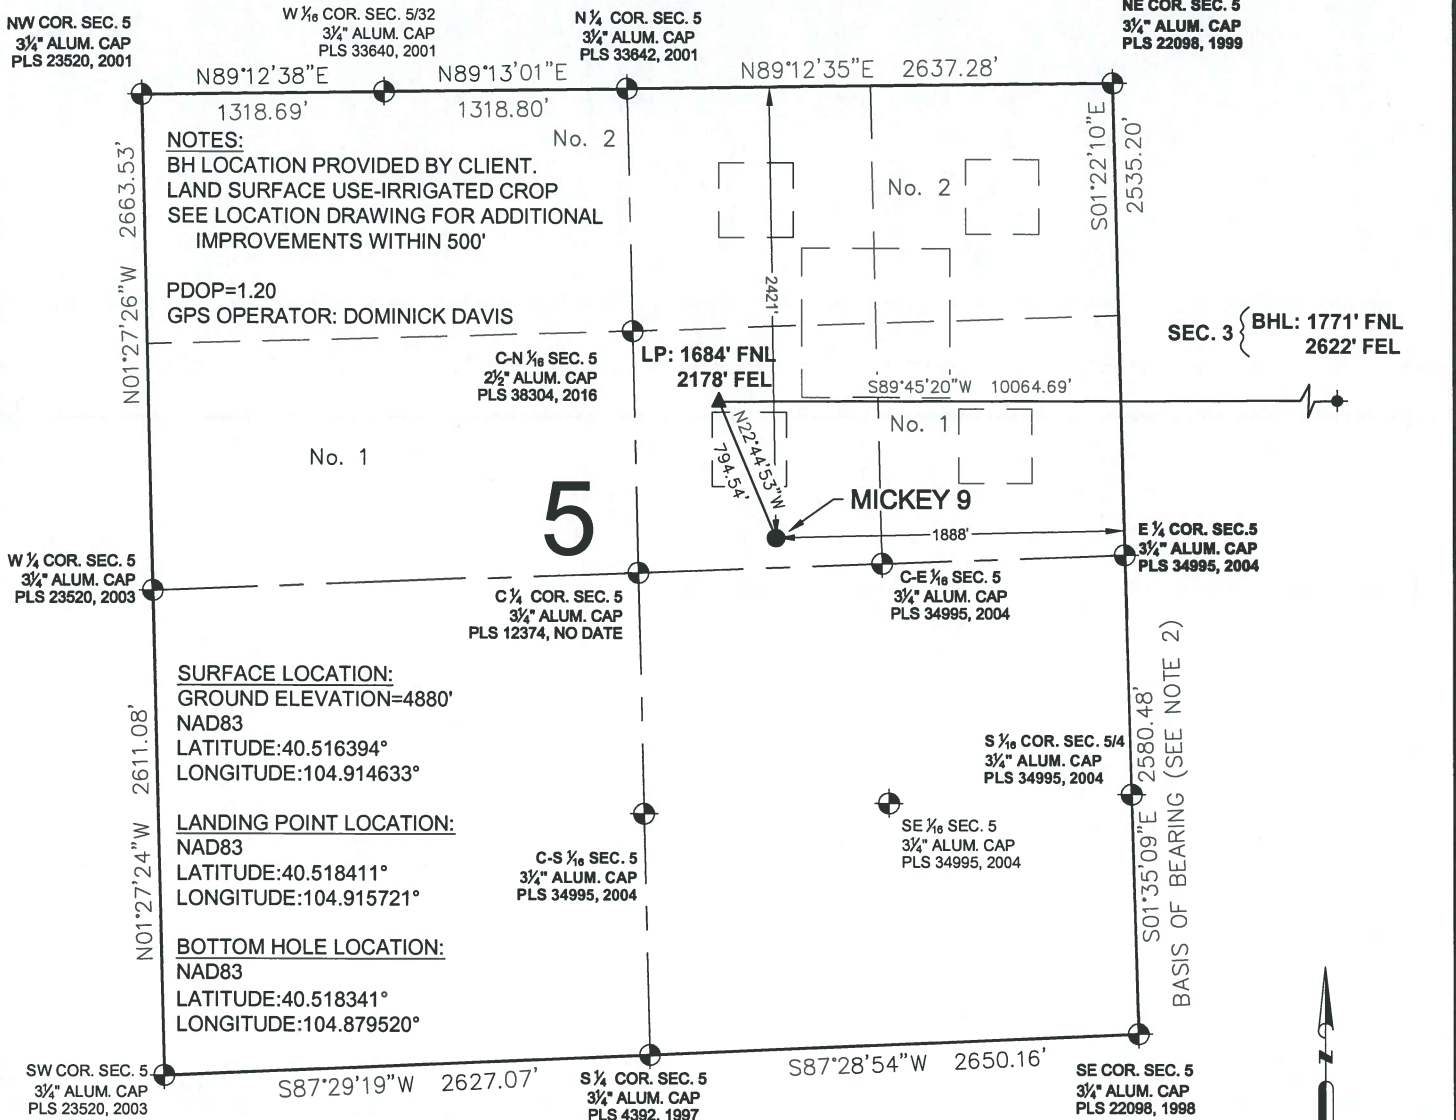 NW COR. SEC. 5
3¼" ALUM. CAP
PLS 23520, 2001
W 1/16 COR. SEC. 5/32
3¼" ALUM. CAP
PLS 33640, 2001
N ¼ COR. SEC. 5
3¼" ALUM. CAP
PLS 33642, 2001
NE COR. SEC. 5
3¼" ALUM. CAP
PLS 22098, 1999
N89°12'38"E
1318.69'
N89°13'01"E
1318.80'
N89°12'35"E 2637.28'
N01°27'26"W 2663.53'
S01°22'10"E
2535.20'
NOTES:
BH LOCATION PROVIDED BY CLIENT.
LAND SURFACE USE-IRRIGATED CROP
SEE LOCATION DRAWING FOR ADDITIONAL
IMPROVEMENTS WITHIN 500'
PDOP=1.20
GPS OPERATOR: DOMINICK DAVIS
No. 2
No. 2
2421'
C-N 1/16 SEC. 5
2½" ALUM. CAP
PLS 38304, 2016
LP: 1684' FNL
2178' FEL
SEC. 3
BHL: 1771' FNL
2622' FEL
S89°45'20"W 10064.69'
No. 1
No. 1
N22°44'53"W
794.54'
5
MICKEY 9
1888'
W ¼ COR. SEC. 5
3¼" ALUM. CAP
PLS 23520, 2003
C ¼ COR. SEC. 5
3¼" ALUM. CAP
PLS 12374, NO DATE
C-E 1/16 SEC. 5
3¼" ALUM. CAP
PLS 34995, 2004
E ¼ COR. SEC.5
3¼" ALUM. CAP
PLS 34995, 2004
SURFACE LOCATION:
GROUND ELEVATION=4880'
NAD83
LATITUDE:40.516394°
LONGITUDE:104.914633°
LANDING POINT LOCATION:
NAD83
LATITUDE:40.518411°
LONGITUDE:104.915721°
BOTTOM HOLE LOCATION:
NAD83
LATITUDE:40.518341°
LONGITUDE:104.879520°
N01°27'24"W 2611.08'
C-S 1/16 SEC. 5
3¼" ALUM. CAP
PLS 34995, 2004
S 1/16 COR. SEC. 5/4
3¼" ALUM. CAP
PLS 34995, 2004
SE 1/16 SEC. 5
3¼" ALUM. CAP
PLS 34995, 2004
S01°35'09"E 2580.48'
BASIS OF BEARING (SEE NOTE 2)
N
SW COR. SEC. 5
3¼" ALUM. CAP
PLS 23520, 2003
S87°29'19"W 2627.07'
S ¼ COR. SEC. 5
3¼" ALUM. CAP
PLS 4392, 1997
S87°28'54"W 2650.16'
SE COR. SEC. 5
3¼" ALUM. CAP
PLS 22098, 1998